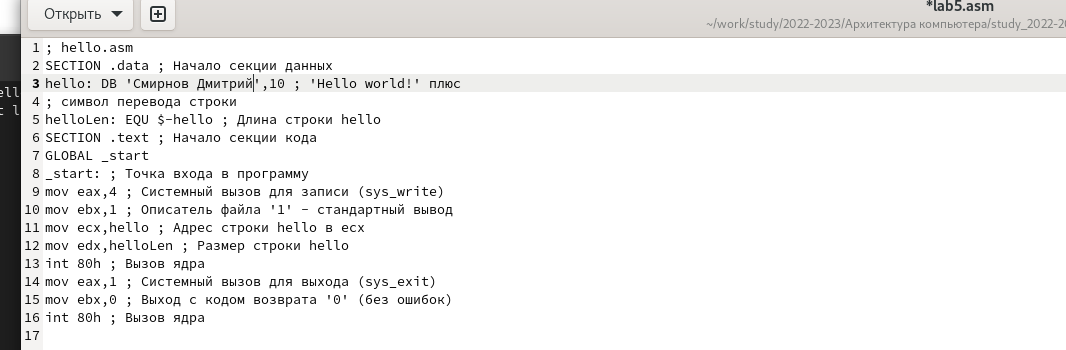 Открыть
*lab5.asm
~/work/study/2022-2023/Архитектура компьютера/study_2022-2
ell
t l
1 ; hello.asm
2 SECTION .data ; Начало секции данных
3 hello: DB 'Смирнов Дмитрий',10 ; 'Hello world!' плюс
4 ; символ перевода строки
5 helloLen: EQU $-hello ; Длина строки hello
6 SECTION .text ; Начало секции кода
7 GLOBAL _start
8 _start: ; Точка входа в программу
9 mov eax,4 ; Системный вызов для записи (sys_write)
10 mov ebx,1 ; Описатель файла '1' - стандартный вывод
11 mov ecx,hello ; Адрес строки hello в ecx
12 mov edx,helloLen ; Размер строки hello
13 int 80h ; Вызов ядра
14 mov eax,1 ; Системный вызов для выхода (sys_exit)
15 mov ebx,0 ; Выход с кодом возврата '0' (без ошибок)
16 int 80h ; Вызов ядра
17